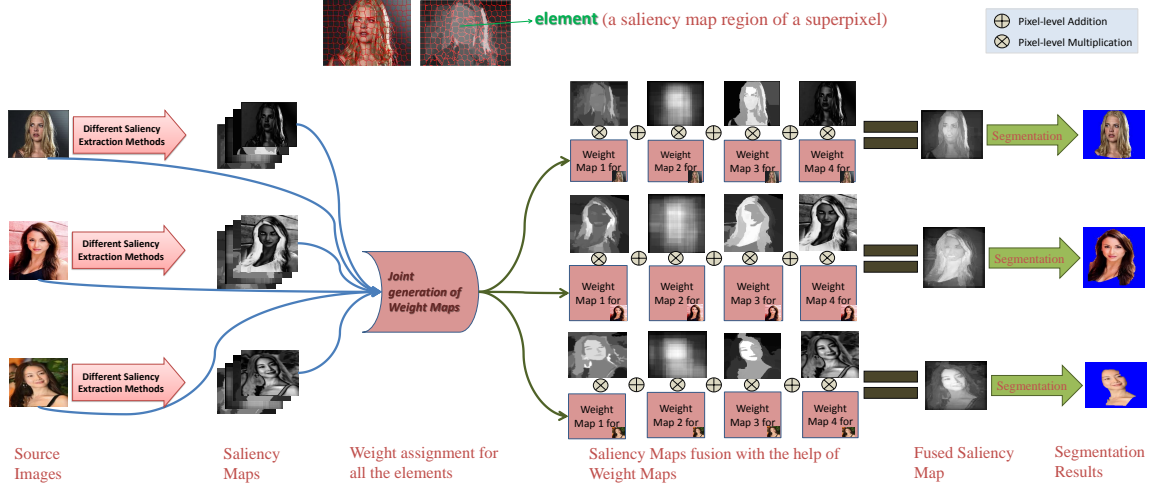 element (a saliency map region of a superpixel)
Pixel-level Addition
Pixel-level Multiplication
Different Saliency
Extraction Methods
Weight
Map 1 for
Weight
Map 2 for
Weight
Map 3 for
Weight
Map 4 for
Segmentation
Different Saliency
Extraction Methods
Joint
generation of
Weight Maps
Weight
Map 1 for
Weight
Map 2 for
Weight
Map 3 for
Weight
Map 4 for
Segmentation
Different Saliency
Extraction Methods
Weight
Map 1 for
Weight
Map 2 for
Weight
Map 3 for
Weight
Map 4 for
Segmentation
Source
Images
Saliency
Maps
Weight assignment for
all the elements
Saliency Maps fusion with the help of
Weight Maps
Fused Saliency
Map
Segmentation
Results